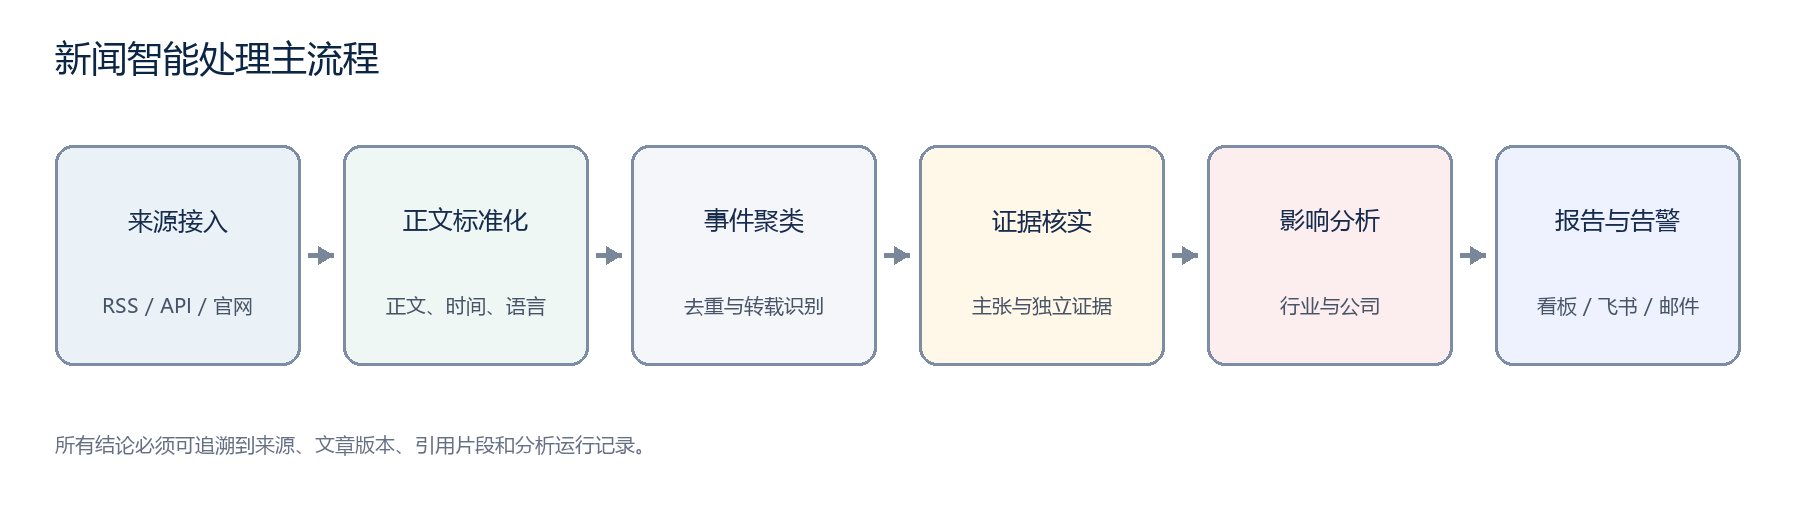 新闻智能处理主流程
来源接入
RSS / API / 官网
正文标准化
正文、时间、语言
事件聚类
去重与转载识别
证据核实
主张与独立证据
影响分析
行业与公司
报告与告警
看板 / 飞书 / 邮件
所有结论必须可追溯到来源、文章版本、引用片段和分析运行记录。